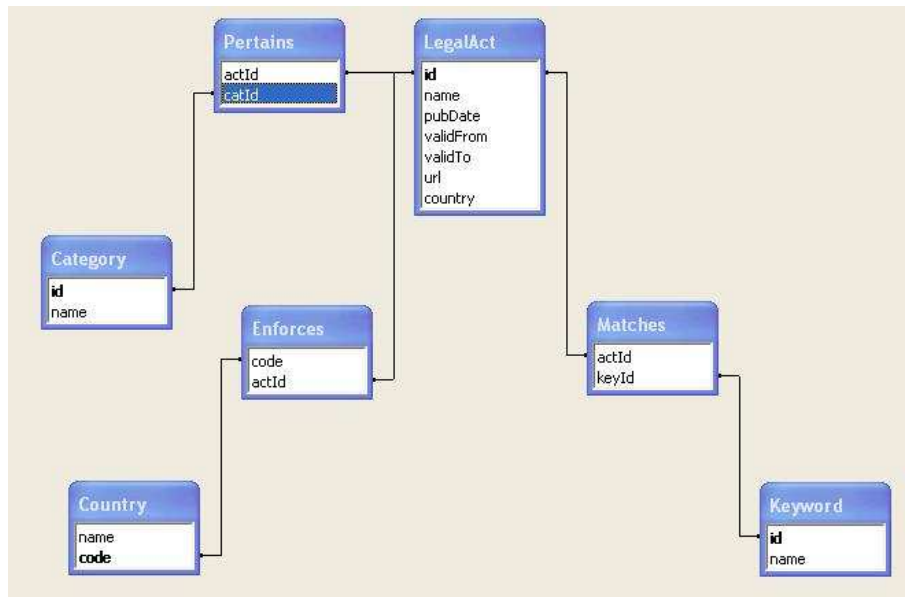 Pertains
actId
catId
LegalAct
id
name
pubDate
validFrom
validTo
url
country
Category
id
name
Enforces
code
actId
Matches
actId
keyId
Country
name
code
Keyword
id
name